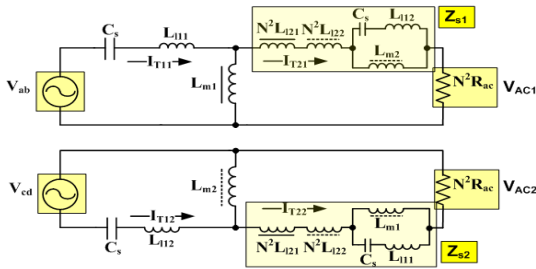 Cs Ll11 N²Ll21 N²Ll22 Cs Ll12 Zs1
IT11 IT21 Lm2
Vab Lm1 N²Rac VAC1
Vcd Lm2 N²Rac VAC2
IT12 IT22 Lm1
Cs Ll12 N²Ll21 N²Ll22 Cs Ll11 Zs2